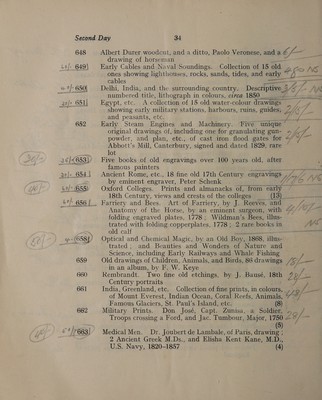 Second Day 34
648 Albert Durer woodcut, and a ditto, Paolo Veronese, and a
drawing of horseman
649 Early Cables and Naval Soundings. Collection of 15 old
ones showing lighthouses, rocks, sands, tides, and early
cables
650 Delhi, India, and the surrounding country. Descriptive
numbered title, lithograph in colours, circa 1850
651 Egypt, etc. A collection of 15 old water-colour drawings
showing early military stations, harbours, ruins, guides,
and peasants, etc.
652 Early Steam Engines and Machinery. Five unique
original drawings of, including one for granulating gun-
powder, and plan, etc., of cast iron flood gates for
Abbott's Mill, Canterbury, signed and dated 1829, rare
lot
653 Five books of old engravings over 100 years old, after
famous painters
654 Ancient Rome, etc., 18 fine old 17th Century engravings
by eminent engraver, Peter Schenk.
655 Oxford Colleges. Prints and almanacks of, from early
18th Century, views and crests of the colleges (13)
656 Farriery and Bees. Art of Farriery, by J. Reeves, and
Anatomy of the Horse, by an eminent surgeon, with
folding engraved plates, 1778; Wildman's Bees, illus-
trated with folding copperplates, 1778; 2 rare books in
old calf
658 Optical and Chemical Magic, by an Old Boy, 1868, illus-
trated, and Beauties and Wonders of Nature and
Science, including Early Railways and Whale Fishing
659 Old drawings of Children, Animals, and Birds, 86 drawings
in an album, by F. W. Keye
660 Rembrandt. Two fine old etchings, by J. Bamé, 18th
Century portraits
661 India, Greenland, etc. Collection of fine prints, in colours,
of Mount Everest, Indian Ocean, Coral Reefs, Animals,
Famous Glaciers, St. Paul's Island, etc. (8)
662 Military Prints. Don José, Capt. Zunisa, a Soldier,
Troops crossing a Ford, and Jac. Tumbour, Major, 1750
(5)
663 Medical Men. Dr. Joubert de Lambale, of Paris, drawing;
2 Ancient Greek M.Ds., and Elisha Kent Kane, M.D.,
U.S. Navy, 1820-1857 (4)